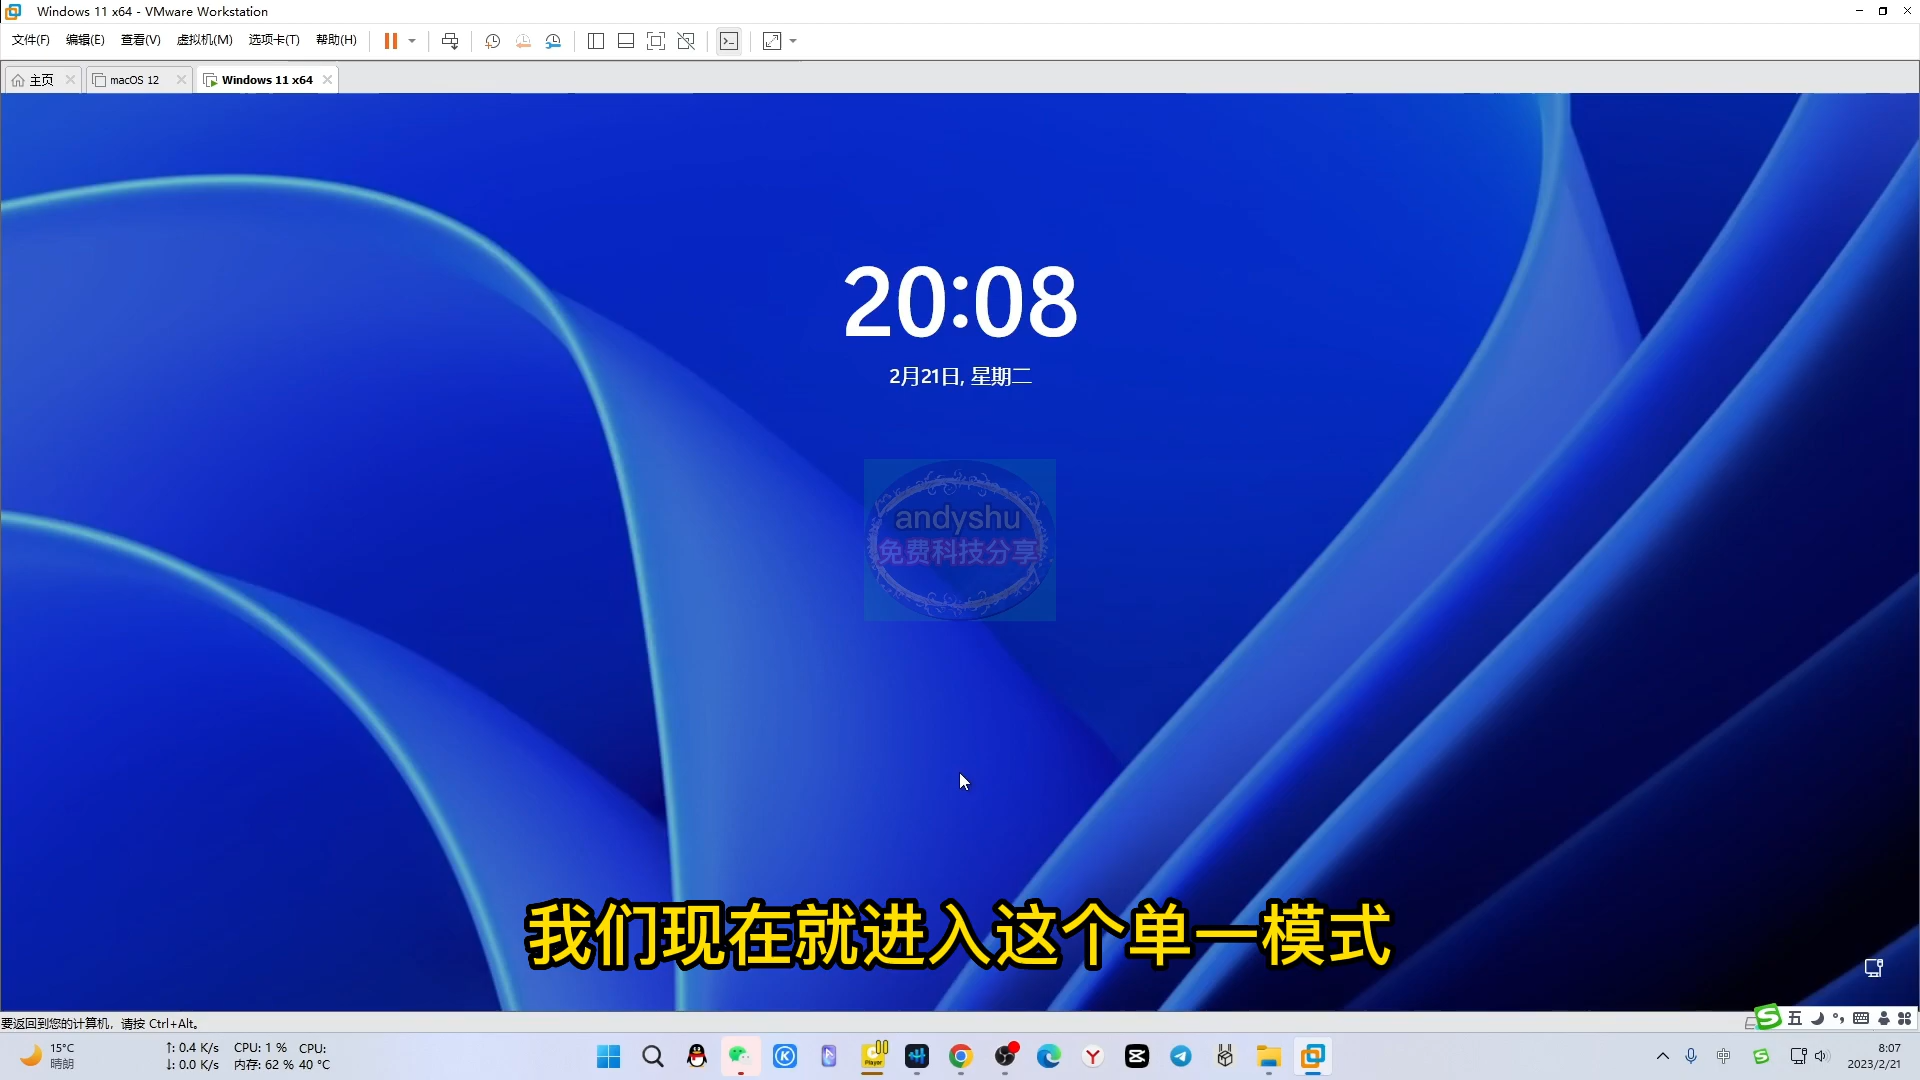 Windows 11 x64 - VMware Workstation
文件(F) 编辑(E) 查看(V) 虚拟机(M) 选项卡(T) 帮助(H)
主页 macOS 12 Windows 11 x64
20:08
2月21日, 星期二
andyshu
免费科技分享
我们现在就进入这个单一模式
要返回到您的计算机，请按 Ctrl+Alt。
五
15°C
晴朗
↑: 0.4 K/s CPU: 1 % CPU:
↓: 0.0 K/s 内存: 62 % 40 °C
Player
中
8:07
2023/2/21